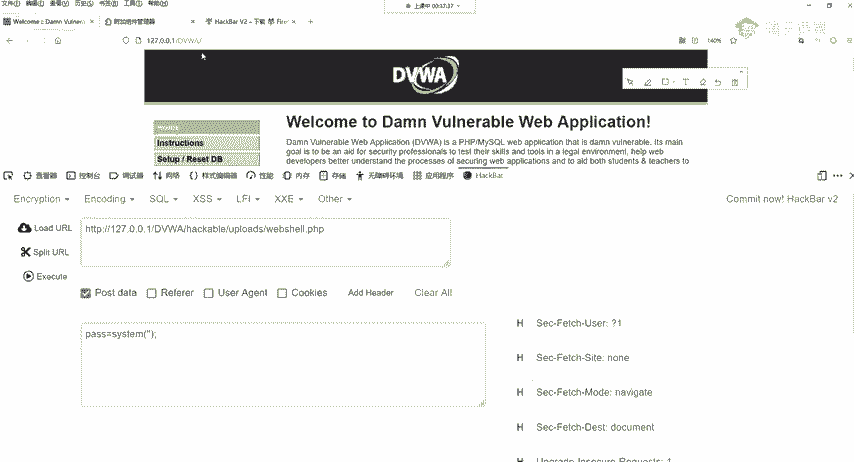 文件(F) 编辑(E) 查看(V) 历史(S) 书签(B) 工具(T) 帮助(H)
上课中 00:37:37
Welcome :: Damn Vulnera
附加组件管理器
HackBar V2 – 下载
127.0.0.1/DVWA/
140%
DVWA
Home
Instructions
Setup / Reset DB
Welcome to Damn Vulnerable Web Application!
Damn Vulnerable Web Application (DVWA) is a PHP/MySQL web application that is damn vulnerable. Its main
goal is to be an aid for security professionals to test their skills and tools in a legal environment, help web
developers better understand the processes of securing web applications and to aid both students & teachers to
查看器 控制台 调试器 网络 样式编辑器 性能 内存 存储 无障碍环境 应用程序 HackBar
Encryption Encoding SQL XSS LFI XXE Other
Commit now! HackBar v2
Load URL
http://127.0.0.1/DVWA/hackable/uploads/webshell.php
Split URL
Execute
Post data Referer User Agent Cookies Add Header Clear All
pass=system('');
H Sec-Fetch-User: ?1
H Sec-Fetch-Site: none
H Sec-Fetch-Mode: navigate
H Sec-Fetch-Dest: document
H Upgrade-Insecure-Requests: 1